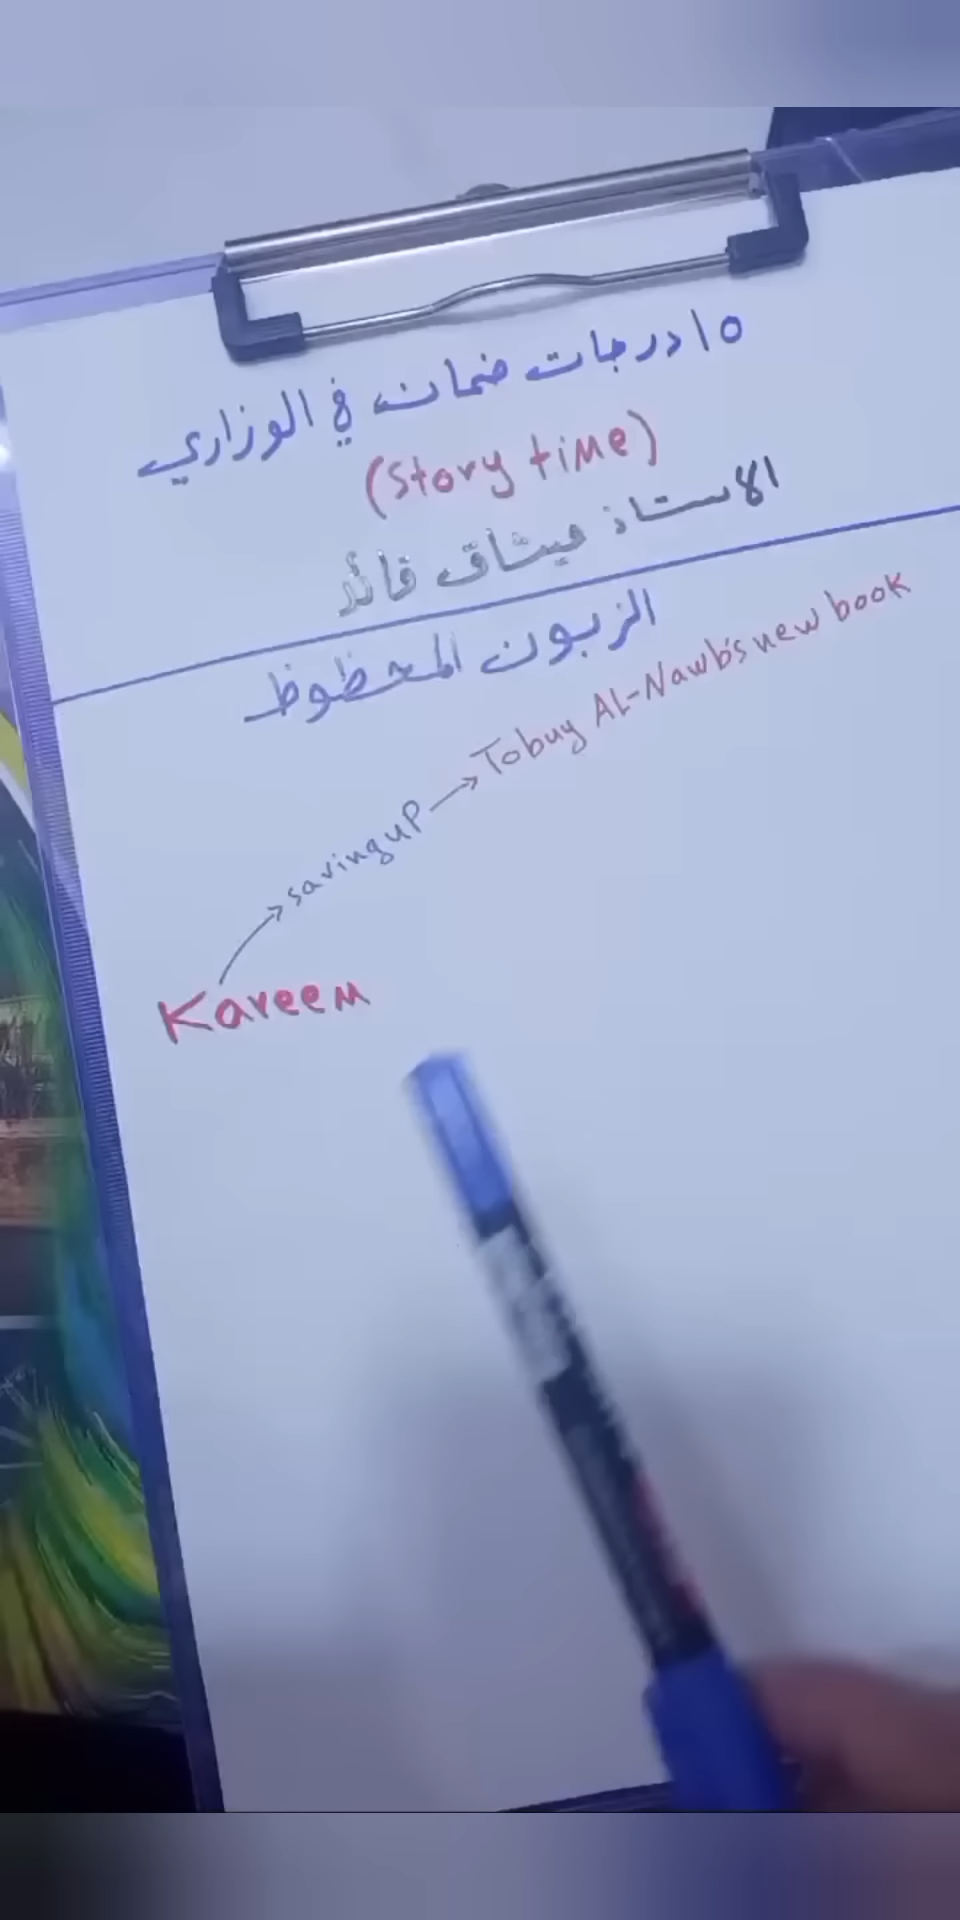 ١٥ درجات ضمان في الوزاري
(Story time)
الاستاذ ميثاق قائد
الزبون المحظوظ
Kareem → saving up → To buy AL-Nawb's new book